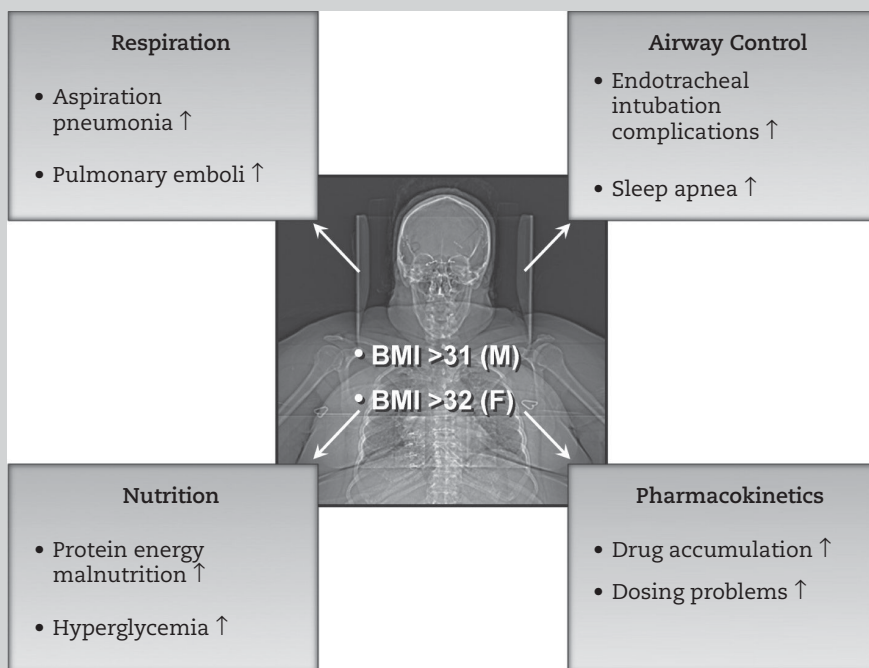 Respiration
• Aspiration
pneumonia ↑
• Pulmonary emboli ↑
Airway Control
• Endotracheal
intubation
complications ↑
• Sleep apnea ↑
• BMI >31 (M)
• BMI >32 (F)
Nutrition
• Protein energy
malnutrition ↑
• Hyperglycemia ↑
Pharmacokinetics
• Drug accumulation ↑
• Dosing problems ↑